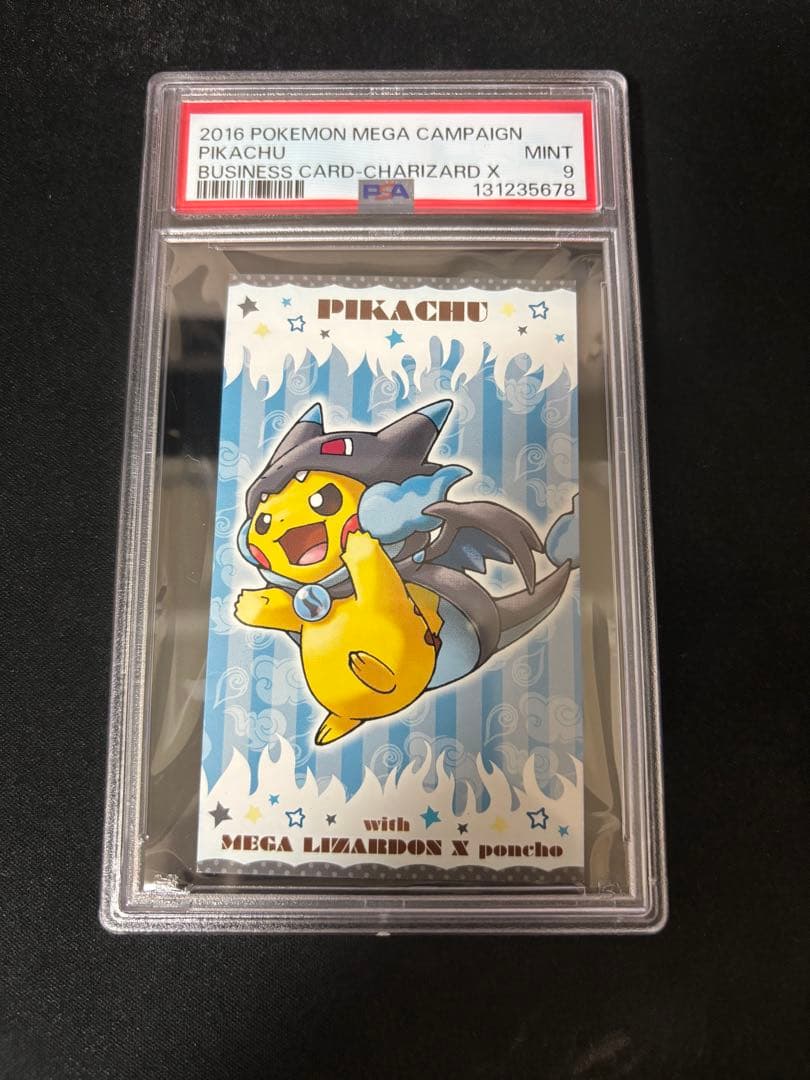 2016 POKEMON MEGA CAMPAIGN
PIKACHU MINT
BUSINESS CARD-CHARIZARD X 9
PSA 131235678
PIKACHU
with
MEGA LIZARDON X poncho